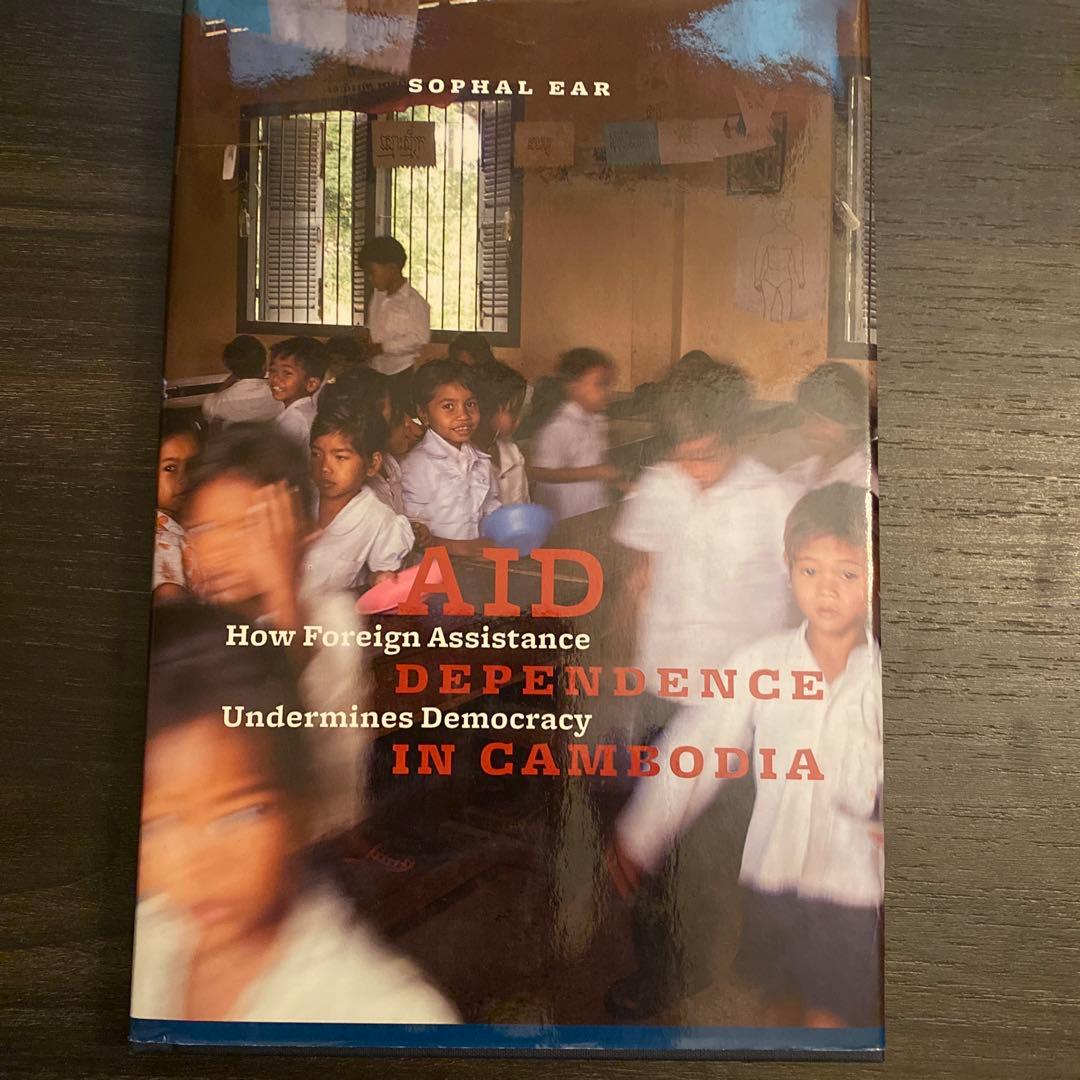 SOPHAL EAR
AID
How Foreign Assistance
DEPENDENCE
Undermines Democracy
IN CAMBODIA